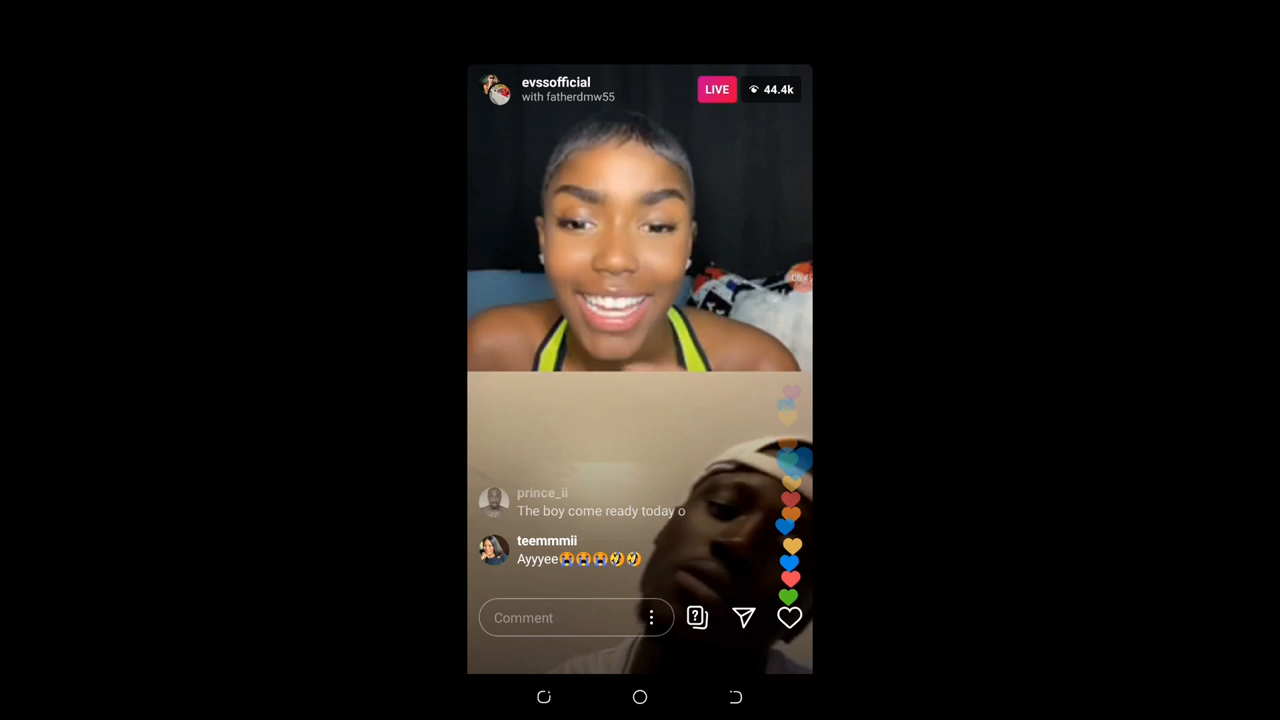 evssofficial
with fatherdmw55
LIVE
44.4k
prince_ii
The boy come ready today o
teemmmii
Ayyyee😭😭😭🤣🤣
Comment